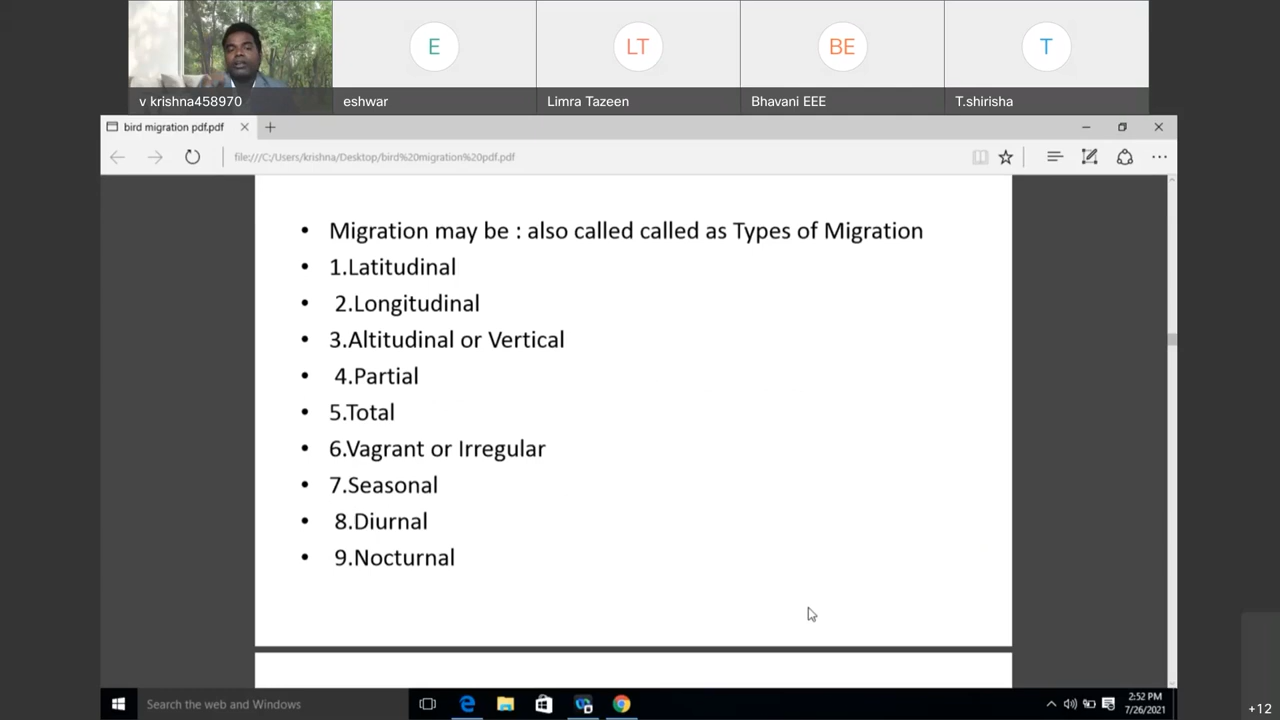 E
LT
BE
T
v krishna458970
eshwar
Limra Tazeen
Bhavani EEE
T.shirisha
bird migration pdf.pdf
file:///C:/Users/krishna/Desktop/bird%20migration%20pdf.pdf
• Migration may be : also called called as Types of Migration
• 1.Latitudinal
• 2.Longitudinal
• 3.Altitudinal or Vertical
• 4.Partial
• 5.Total
• 6.Vagrant or Irregular
• 7.Seasonal
• 8.Diurnal
• 9.Nocturnal
Search the web and Windows
2:52 PM
7/26/2021
+12